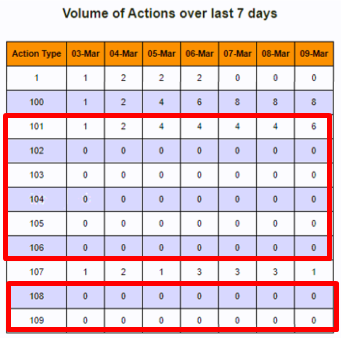 Volume of Actions over last 7 days
Action Type 03-Mar 04-Mar 05-Mar 06-Mar 07-Mar 08-Mar 09-Mar
1 1 2 2 2 0 0 0
100 1 2 4 6 8 8 8
101 1 2 4 4 4 4 6
102 0 0 0 0 0 0 0
103 0 0 0 0 0 0 0
104 0 0 0 0 0 0 0
105 0 0 0 0 0 0 0
106 0 0 0 0 0 0 0
107 1 2 1 3 3 3 1
108 0 0 0 0 0 0 0
109 0 0 0 0 0 0 0